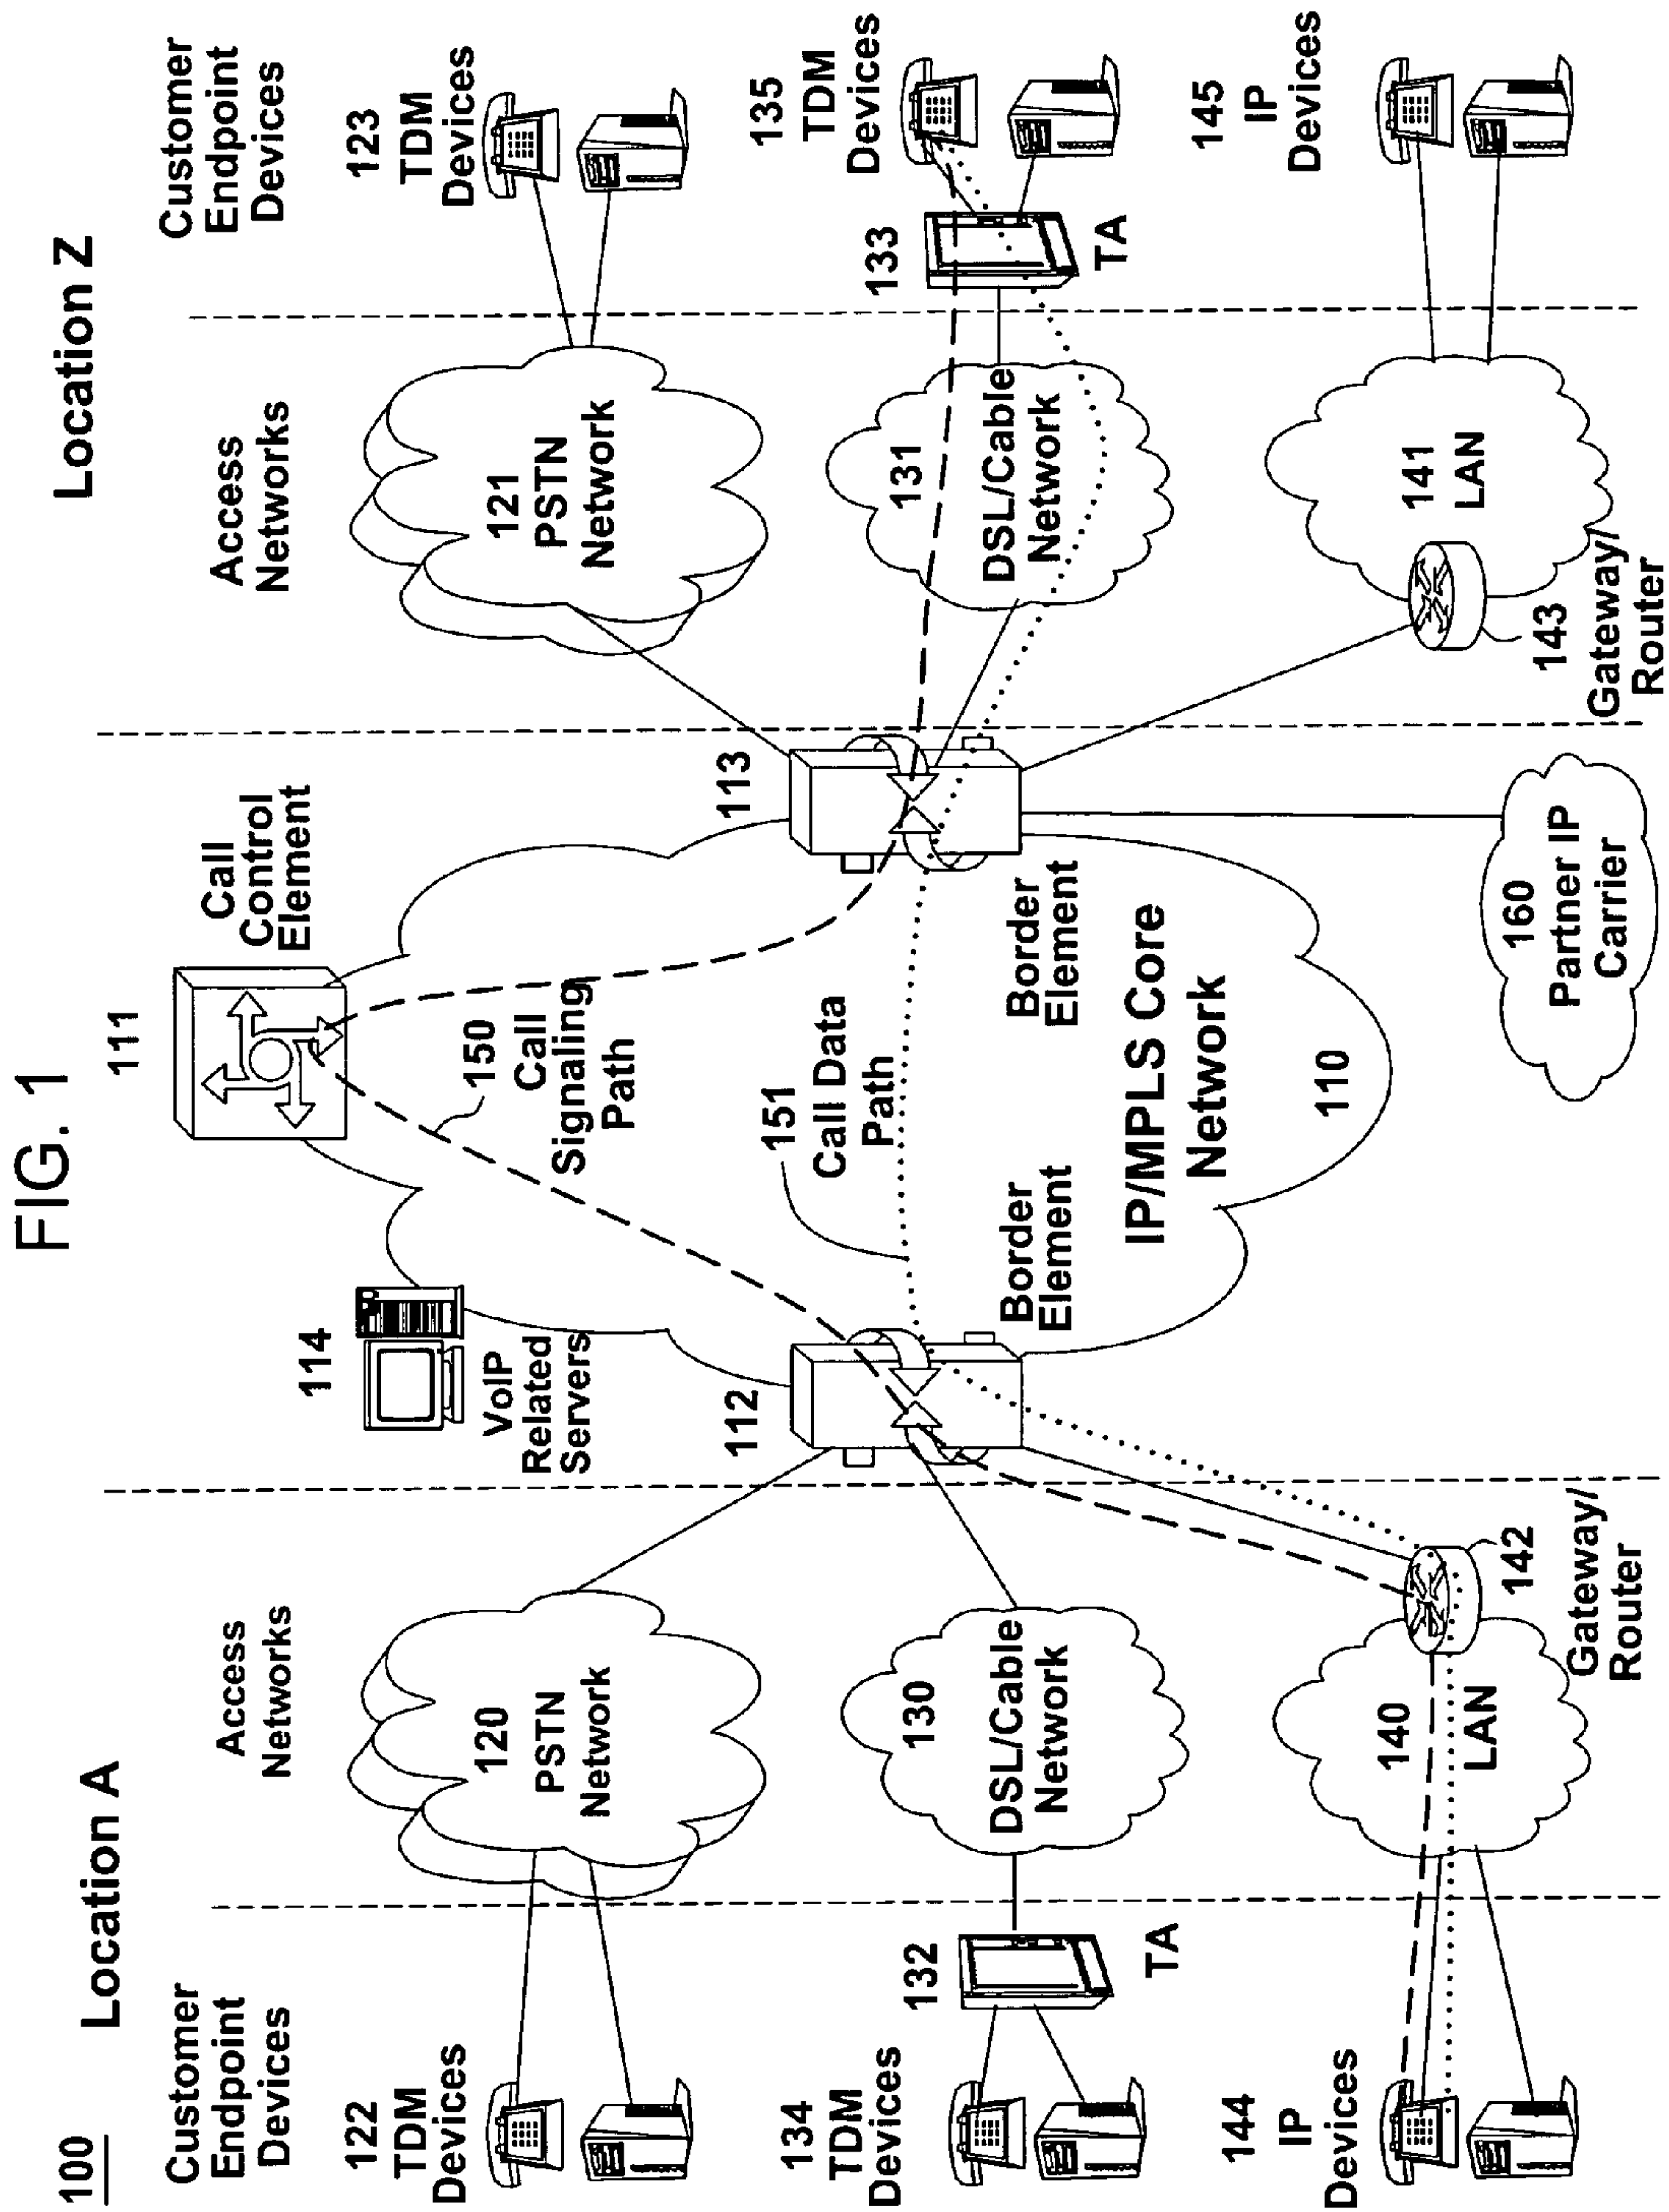 FIG. 1
100
Location A
Location Z
Customer
Endpoint
Devices
Access
Networks
114
VoIP
Related
Servers
111
Call
Control
Element
Access
Networks
Customer
Endpoint
Devices
122
TDM
Devices
120
PSTN
Network
150
Call
Signaling
Path
121
PSTN
Network
123
TDM
Devices
134
TDM
Devices
132
TA
130
DSL/Cable
Network
112
Border
Element
151
Call Data
Path
113
Border
Element
131
DSL/Cable
Network
133
TA
135
TDM
Devices
IP/MPLS Core
Network
110
144
IP
Devices
140
LAN
142
Gateway/
Router
160
Partner IP
Carrier
143
Gateway/
Router
141
LAN
145
IP
Devices